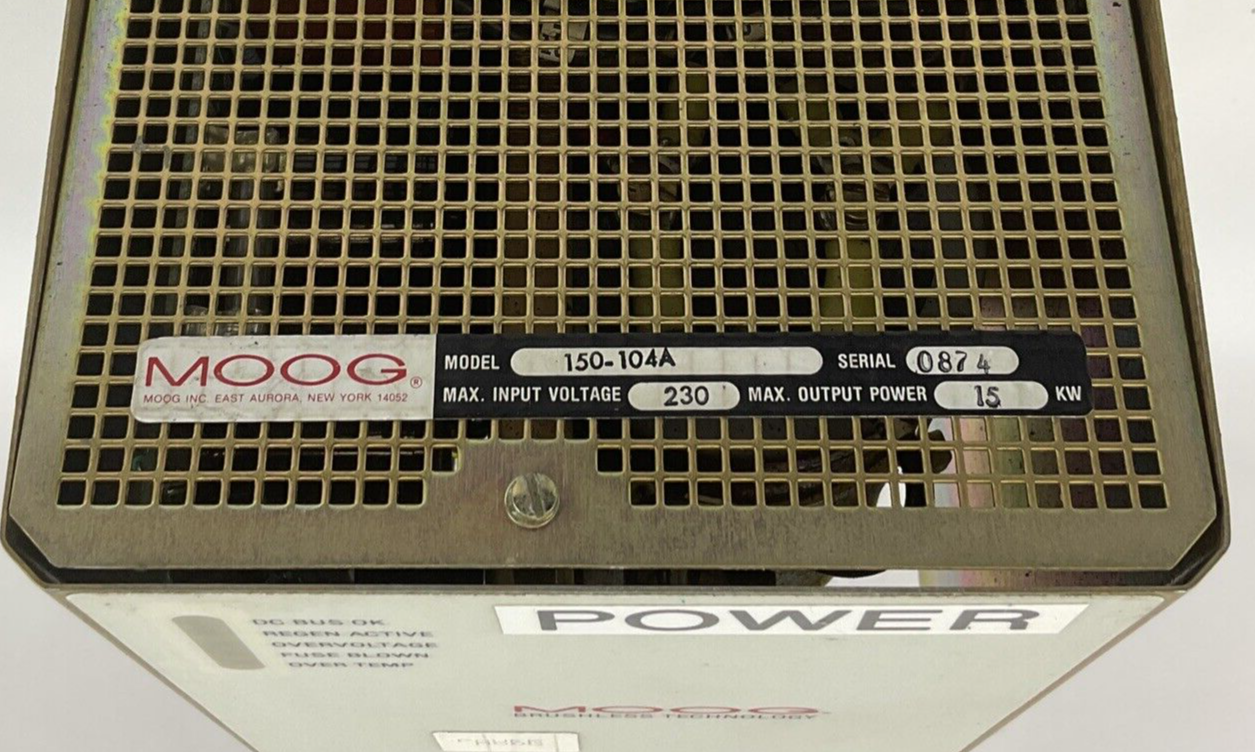 MOOG®
MOOG INC. EAST AURORA, NEW YORK 14052
MODEL 150-104A SERIAL 0874
MAX. INPUT VOLTAGE 230 MAX. OUTPUT POWER 15 KW
POWER
DC BUS OK
REGEN ACTIVE
OVERVOLTAGE
FUSE BLOWN
OVER TEMP
MOOG
BRUSHLESS TECHNOLOGY